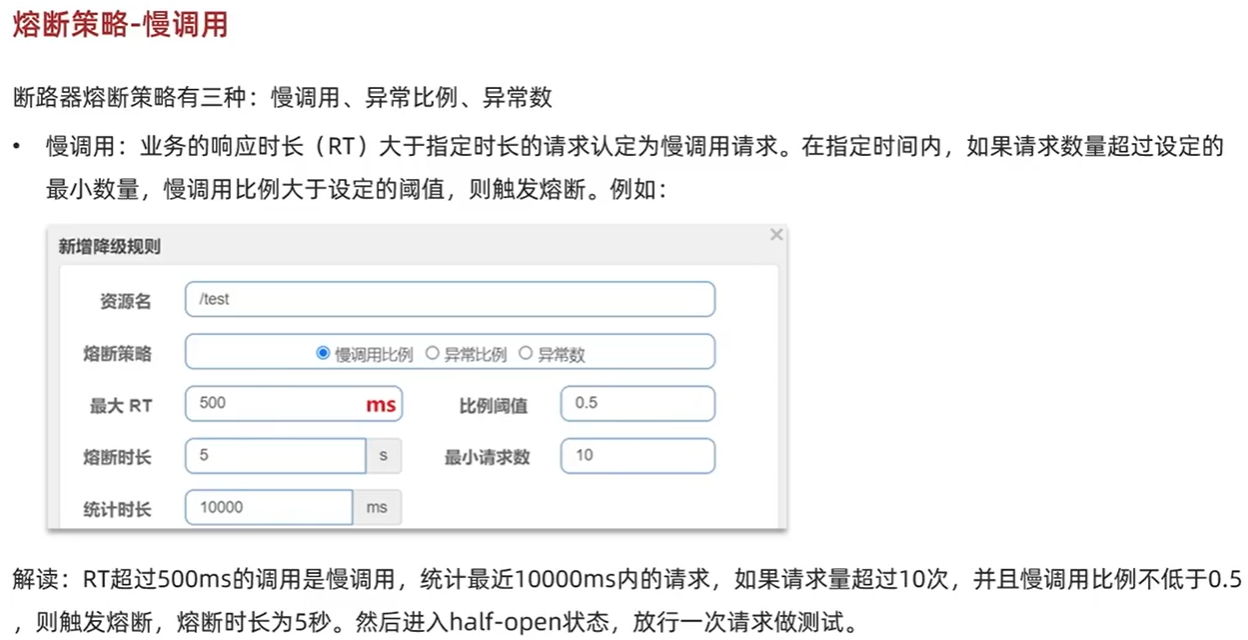 熔断策略-慢调用
断路器熔断策略有三种：慢调用、异常比例、异常数
• 慢调用：业务的响应时长（RT）大于指定时长的请求认定为慢调用请求。在指定时间内，如果请求数量超过设定的
最小数量，慢调用比例大于设定的阈值，则触发熔断。例如：
新增降级规则 ×
资源名 /test
熔断策略 慢调用比例 异常比例 异常数
最大 RT 500 ms 比例阈值 0.5
熔断时长 5 s 最小请求数 10
统计时长 10000 ms
解读：RT超过500ms的调用是慢调用，统计最近10000ms内的请求，如果请求量超过10次，并且慢调用比例不低于0.5
，则触发熔断，熔断时长为5秒。然后进入half-open状态，放行一次请求做测试。